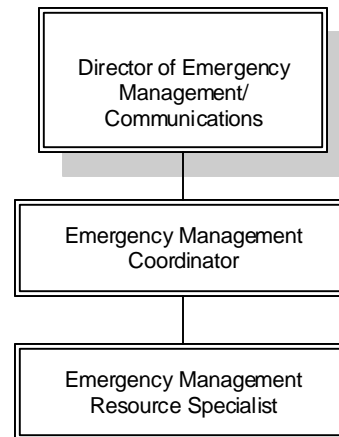 Director of Emergency
Management/
Communications
Emergency Management
Coordinator
Emergency Management
Resource Specialist